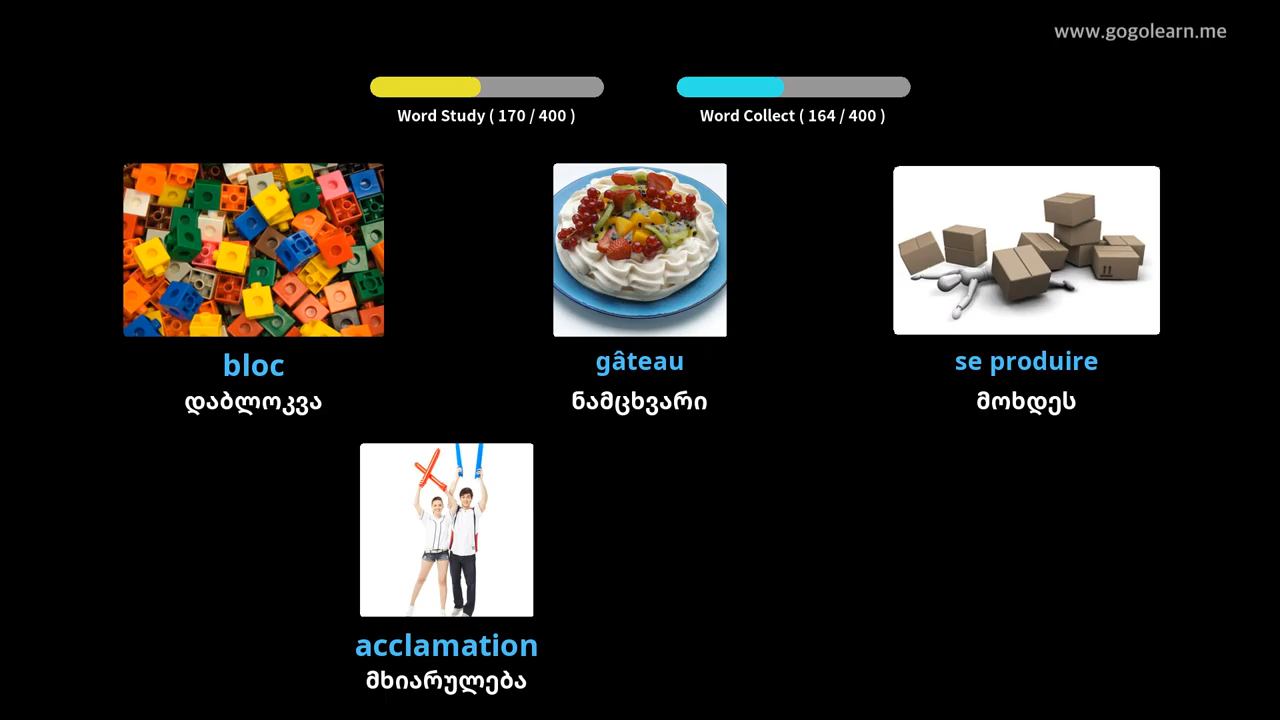 www.gogolearn.me
Word Study ( 170 / 400 )
Word Collect ( 164 / 400 )
bloc
gâteau
se produire
დაბლოკვა
ნამცხვარი
მოხდეს
acclamation
მხიარულება